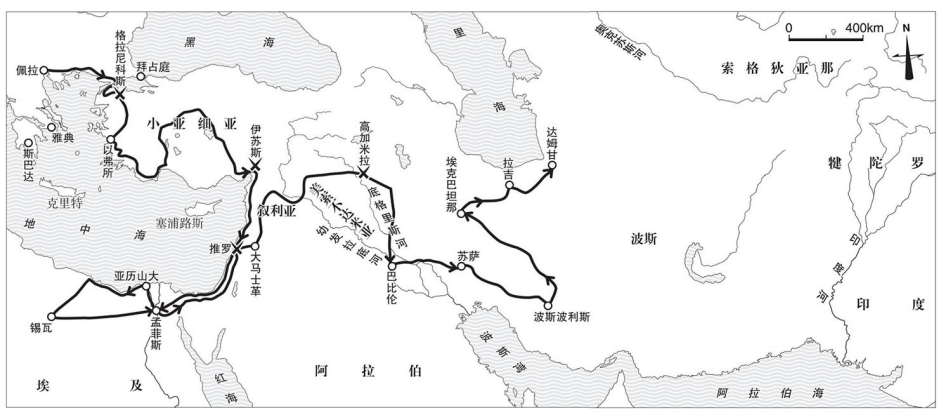 黑海
里海
奥克苏斯河
0 400km
N
索格狄亚那
佩拉
格拉尼科斯
拜占庭
小亚细亚
伊苏斯
高加米拉
埃克巴坦那
拉吉
达姆甘
犍陀罗
雅典
斯巴达
以弗所
克里特
地中海
塞浦路斯
叙利亚
美索不达米亚
底格里斯河
幼发拉底河
推罗
大马士革
巴比伦
苏萨
波斯
波斯波利斯
印度河
印度
亚历山大
锡瓦
孟菲斯
埃及
红海
阿拉伯
波斯湾
阿拉伯海